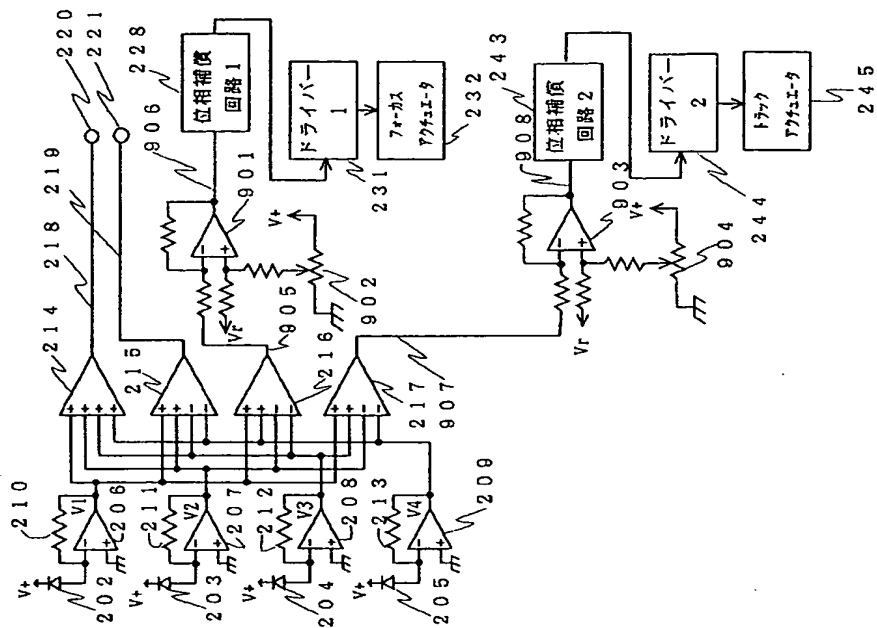 220
221
219
218
214
215
216
217
907
210
V1
206
211
V2
207
212
V3
208
213
V4
209
V+
202
V+
203
V+
204
V+
205
228
位相補償
回路 1
906
901
ドライバー
1
231
フォーカス
アクチュエータ
232
V+
902
905
Vr
243
位相補償
回路 2
908
903
ドライバー
2
244
トラック
アクチュエータ
245
V+
904
Vr
907